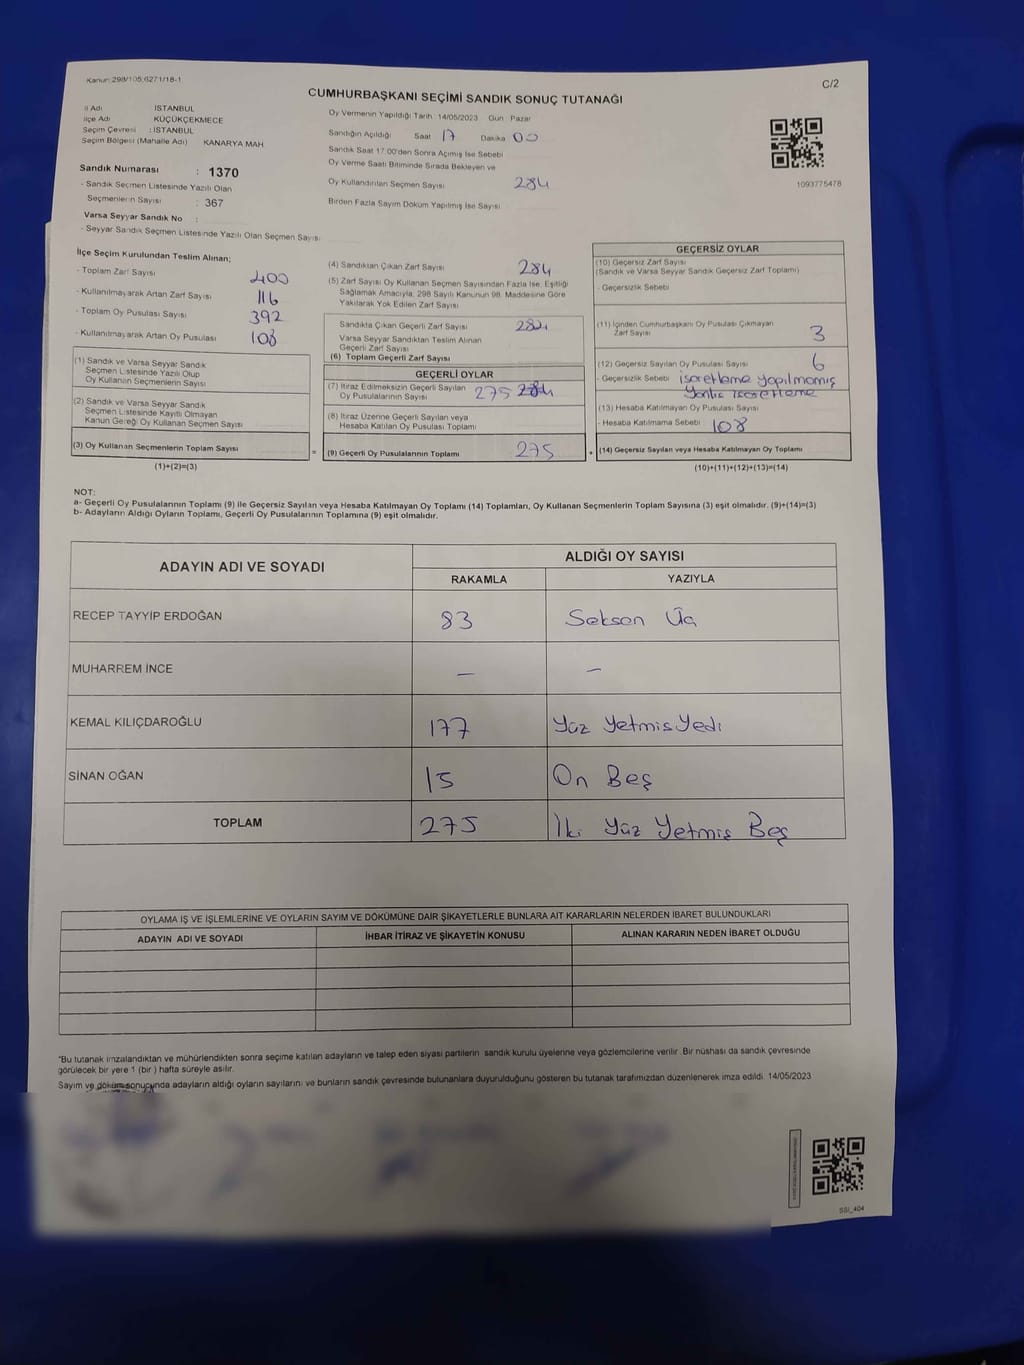 Kanun: 298/105;6271/18-1
C/2
CUMHURBAŞKANI SEÇİMİ SANDIK SONUÇ TUTANAĞI
İl Adı İSTANBUL
İlçe Adı KÜÇÜKÇEKMECE
Seçim Çevresi : İSTANBUL
Seçim Bölgesi (Mahalle Adı) KANARYA MAH.
Sandık Numarası : 1370
- Sandık Seçmen Listesinde Yazılı Olan
Seçmenlerin Sayısı : 367
Varsa Seyyar Sandık No :
- Seyyar Sandık Seçmen Listesinde Yazılı Olan Seçmen Sayısı
Oy Vermenin Yapıldığı Tarih 14/05/2023 Gün Pazar
Sandığın Açıldığı Saat 17 Dakika 00
Sandık Saat 17:00'den Sonra Açılmış İse Sebebi
Oy Verme Saati Bitiminde Sırada Bekleyen ve
Oy Kullandırılan Seçmen Sayısı 284
Birden Fazla Sayım Döküm Yapılmış İse Sayısı
1093775478
İlçe Seçim Kurulundan Teslim Alınan;
- Toplam Zarf Sayısı 400
- Kullanılmayarak Artan Zarf Sayısı 116
- Toplam Oy Pusulası Sayısı 392
- Kullanılmayarak Artan Oy Pusulası 108
(1) Sandık ve Varsa Seyyar Sandık
Seçmen Listesinde Yazılı Olup
Oy Kullanan Seçmenlerin Sayısı
(2) Sandık ve Varsa Seyyar Sandık
Seçmen Listesinde Kayıtlı Olmayan
Kanun Gereği Oy Kullanan Seçmen Sayısı
(3) Oy Kullanan Seçmenlerin Toplam Sayısı =
(1)+(2)=(3)
(4) Sandıktan Çıkan Zarf Sayısı 284
(5) Zarf Sayısı Oy Kullanan Seçmen Sayısından Fazla İse, Eşitliği
Sağlamak Amacıyla, 298 Sayılı Kanunun 98. Maddesine Göre
Yakılarak Yok Edilen Zarf Sayısı
Sandıkta Çıkan Geçerli Zarf Sayısı 284
Varsa Seyyar Sandıktan Teslim Alınan
Geçerli Zarf Sayısı
(6) Toplam Geçerli Zarf Sayısı
GEÇERLİ OYLAR
(7) İtiraz Edilmeksizin Geçerli Sayılan
Oy Pusulalarının Sayısı 275 284
(8) İtiraz Üzerine Geçerli Sayılan veya
Hesaba Katılan Oy Pusulası Toplamı
(9) Geçerli Oy Pusulalarının Toplamı 275 +
GEÇERSİZ OYLAR
(10) Geçersiz Zarf Sayısı
(Sandık ve Varsa Seyyar Sandık Geçersiz Zarf Toplamı)
- Geçersizlik Sebebi
(11) İçinden Cumhurbaşkanı Oy Pusulası Çıkmayan
Zarf Sayısı 3
(12) Geçersiz Sayılan Oy Pusulası Sayısı 6
- Geçersizlik Sebebi işaretleme yapılmamış
Yanlış işaretleme
(13) Hesaba Katılmayan Oy Pusulası Sayısı
- Hesaba Katılmama Sebebi 108
(14) Geçersiz Sayılan veya Hesaba Katılmayan Oy Toplamı
(10)+(11)+(12)+(13)=(14)
NOT:
a- Geçerli Oy Pusulalarının Toplamı (9) ile Geçersiz Sayılan veya Hesaba Katılmayan Oy Toplamı (14) Toplamları, Oy Kullanan Seçmenlerin Toplam Sayısına (3) eşit olmalıdır. (9)+(14)=(3)
b- Adayların Aldığı Oyların Toplamı, Geçerli Oy Pusulalarının Toplamına (9) eşit olmalıdır.
ADAYIN ADI VE SOYADI ALDIĞI OY SAYISI
RAKAMLA YAZIYLA
RECEP TAYYİP ERDOĞAN 83 Seksen Üç
MUHARREM İNCE — —
KEMAL KILIÇDAROĞLU 177 Yüz Yetmiş Yedi
SİNAN OĞAN 15 On Beş
TOPLAM 275 İki Yüz Yetmiş Beş
OYLAMA İŞ VE İŞLEMLERİNE VE OYLARIN SAYIM VE DÖKÜMÜNE DAİR ŞİKAYETLERLE BUNLARA AİT KARARLARIN NELERDEN İBARET BULUNDUKLARI
ADAYIN ADI VE SOYADI İHBAR İTİRAZ VE ŞİKAYETİN KONUSU ALINAN KARARIN NEDEN İBARET OLDUĞU
*Bu tutanak imzalandıktan ve mühürlendikten sonra seçime katılan adayların ve talep eden siyasi partilerin sandık kurulu üyelerine veya gözlemcilerine verilir. Bir nüshası da sandık çevresinde
görülecek bir yere 1 (bir) hafta süreyle asılır.
Sayım ve döküm sonucunda adayların aldığı oyların sayılarını ve bunların sandık çevresinde bulunanlara duyurulduğunu gösteren bu tutanak tarafımızdan düzenlenerek imza edildi. 14/05/2023
SSI_404